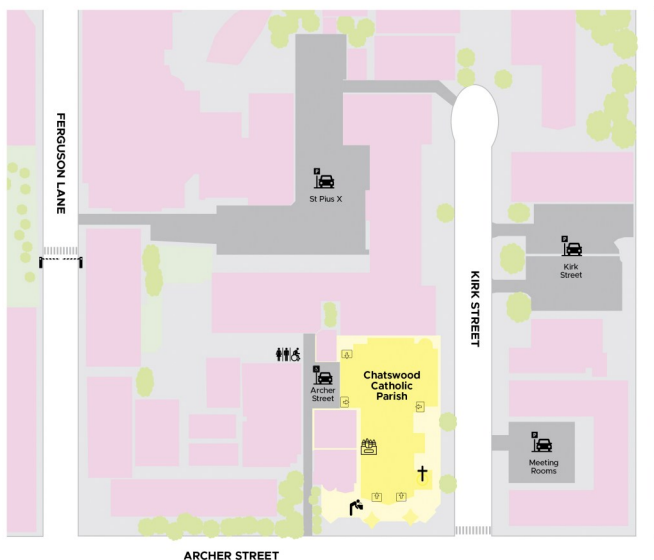 FERGUSON LANE
P
St Pius X
P
Kirk
Street
KIRK STREET
Chatswood
Catholic
Parish
Archer
Street
P
Meeting
Rooms
ARCHER STREET